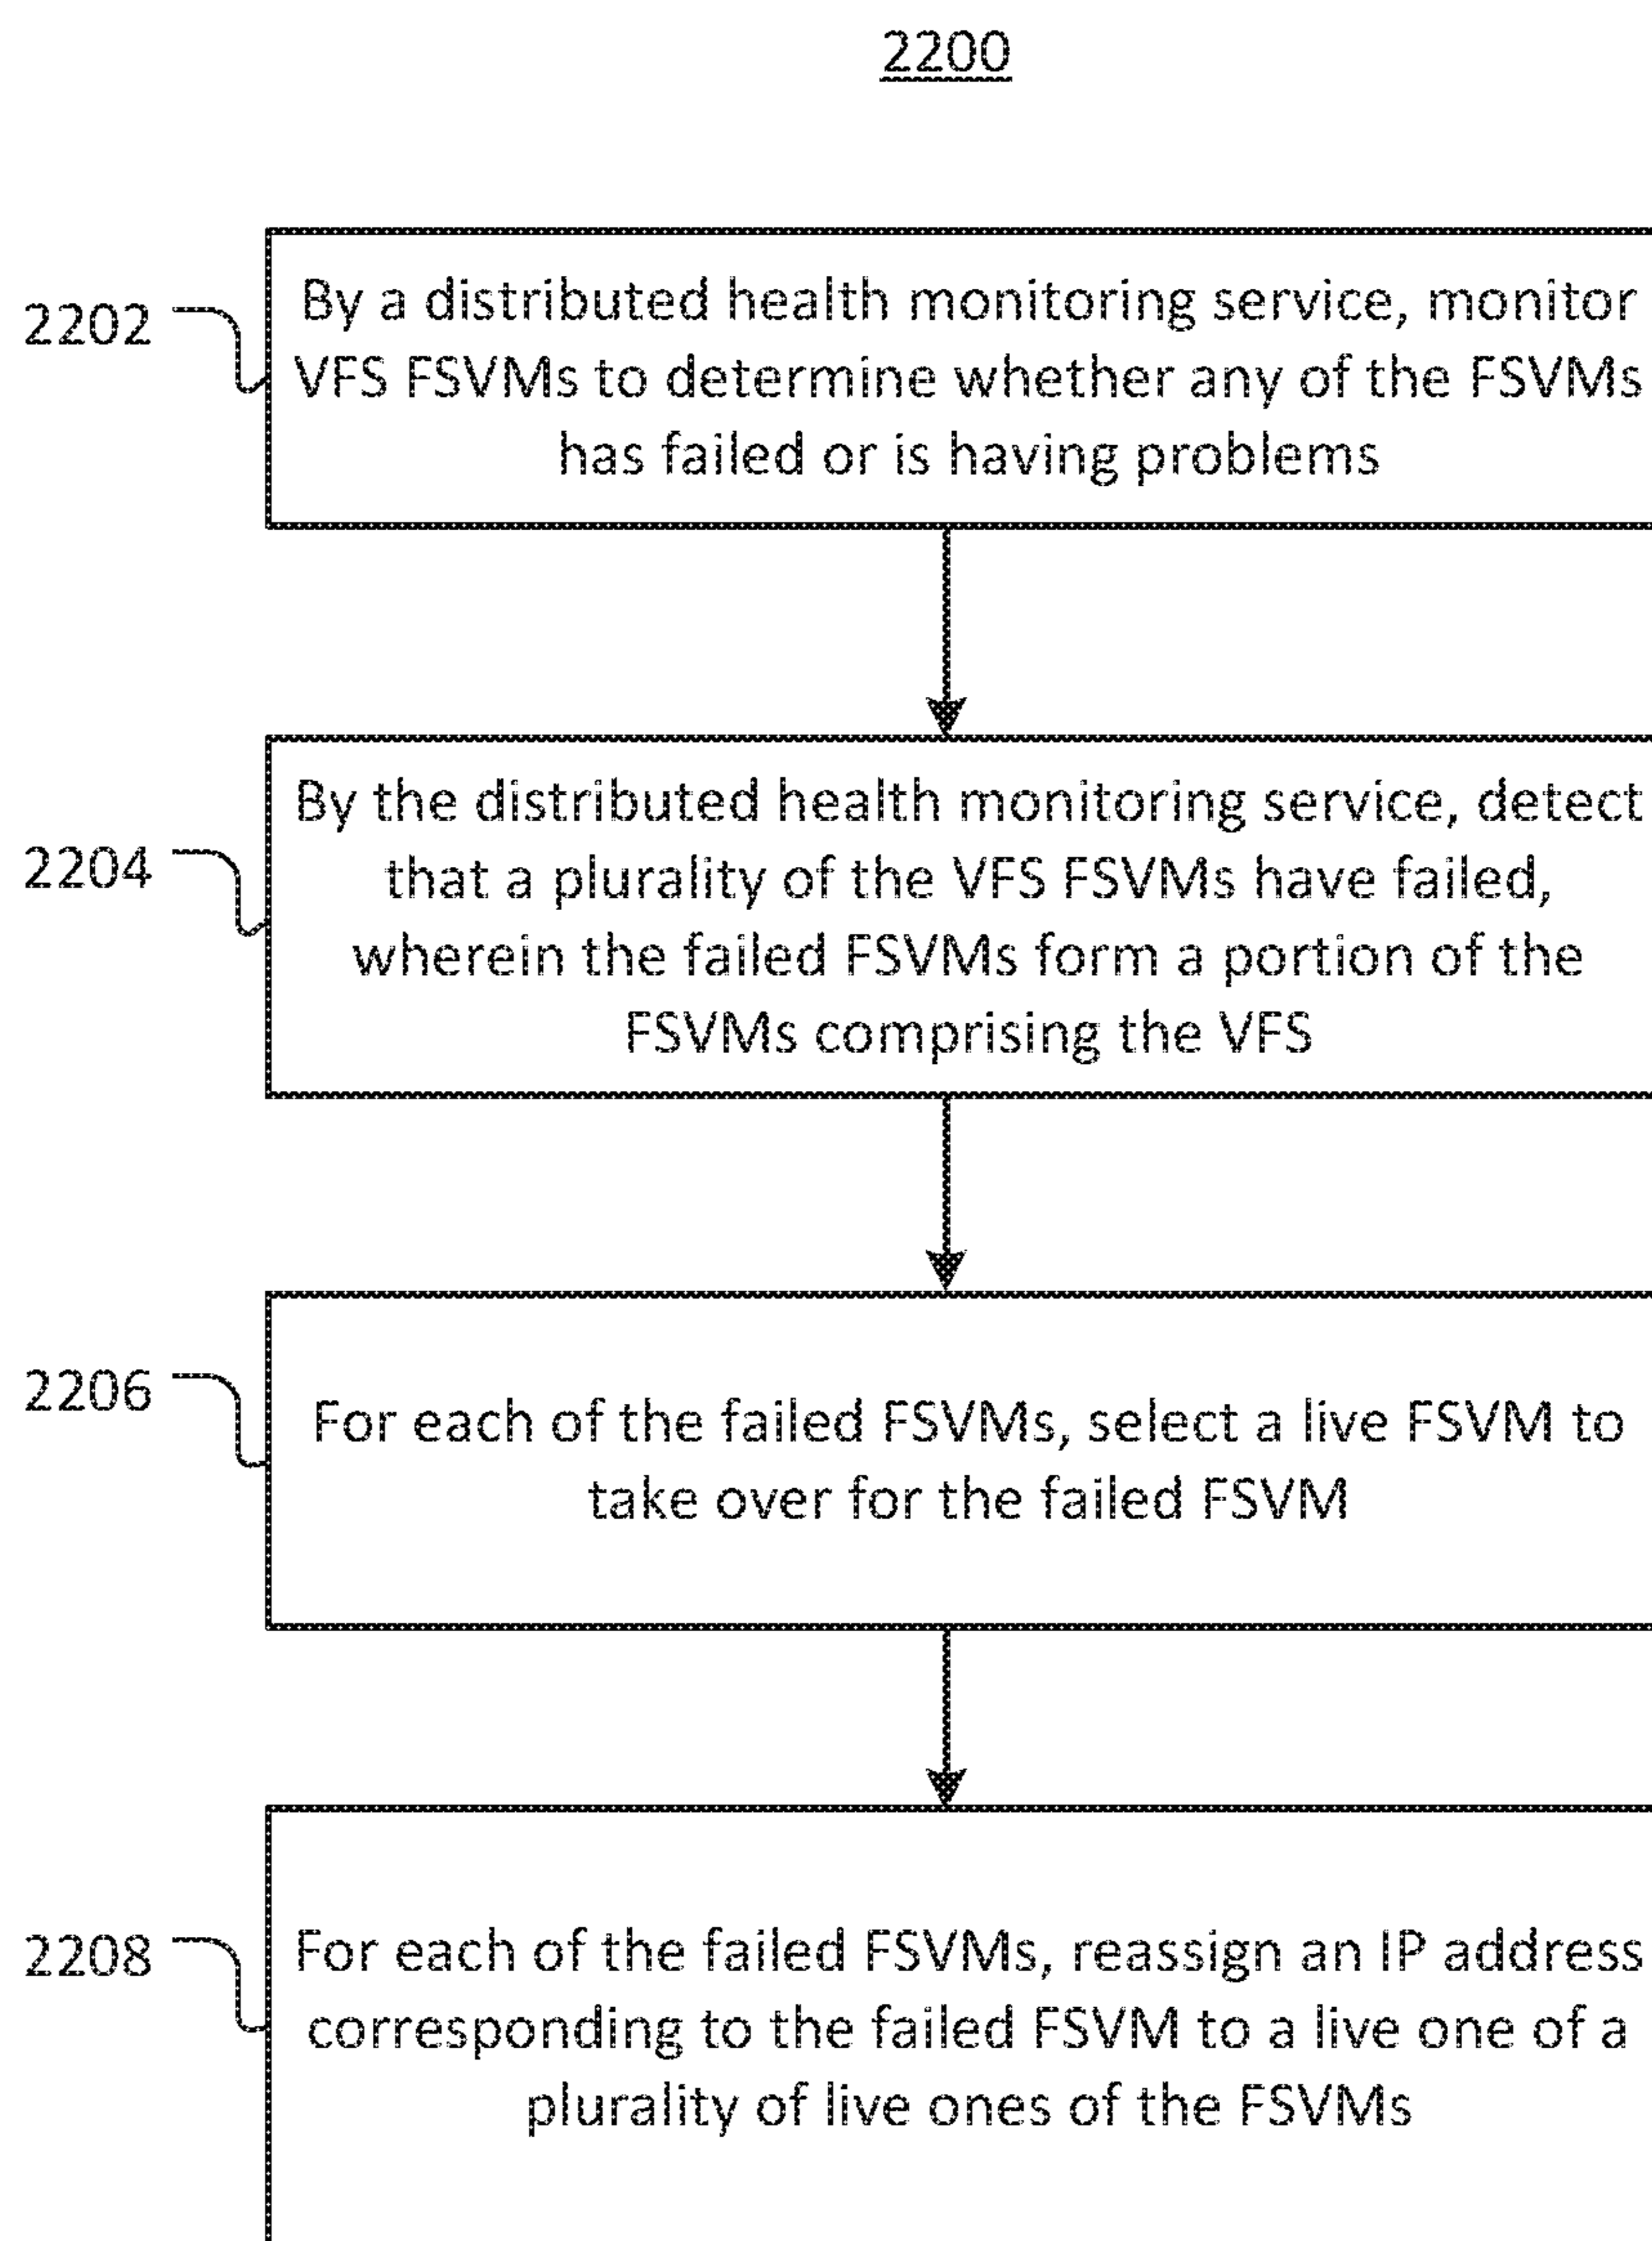 2200
2202
By a distributed health monitoring service, monitor
VFS FSVMs to determine whether any of the FSVMs
has failed or is having problems
2204
By the distributed health monitoring service, detect
that a plurality of the VFS FSVMs have failed,
wherein the failed FSVMs form a portion of the
FSVMs comprising the VFS
2206
For each of the failed FSVMs, select a live FSVM to
take over for the failed FSVM
2208
For each of the failed FSVMs, reassign an IP address
corresponding to the failed FSVM to a live one of a
plurality of live ones of the FSVMs